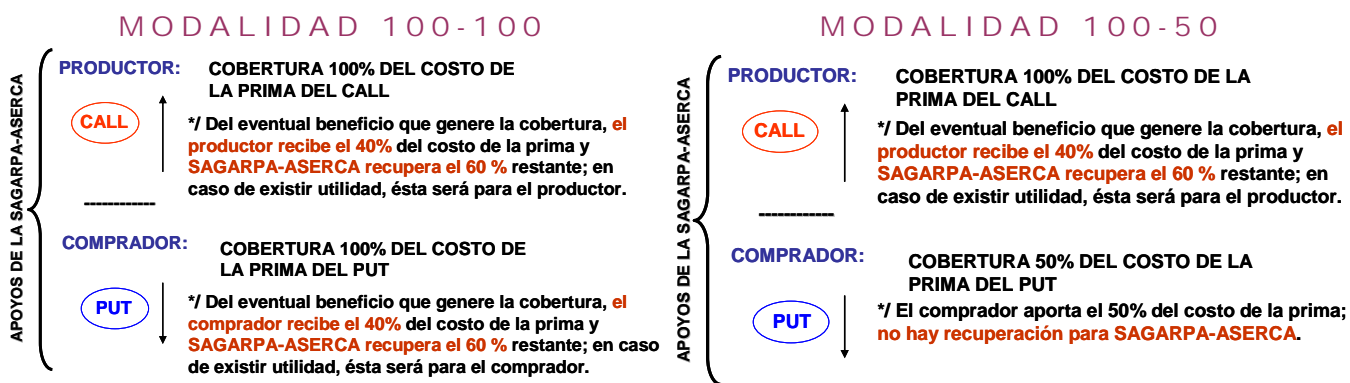 MODALIDAD 100-100
APOYOS DE LA SAGARPA-ASERCA
PRODUCTOR:
COBERTURA 100% DEL COSTO DE
LA PRIMA DEL CALL
CALL
*/ Del eventual beneficio que genere la cobertura, el
productor recibe el 40% del costo de la prima y
SAGARPA-ASERCA recupera el 60 % restante; en
caso de existir utilidad, ésta será para el productor.
------------
COMPRADOR:
COBERTURA 100% DEL COSTO DE
LA PRIMA DEL PUT
PUT
*/ Del eventual beneficio que genere la cobertura, el
comprador recibe el 40% del costo de la prima y
SAGARPA-ASERCA recupera el 60 % restante; en caso
de existir utilidad, ésta será para el comprador.
MODALIDAD 100-50
APOYOS DE LA SAGARPA-ASERCA
PRODUCTOR:
COBERTURA 100% DEL COSTO DE LA
PRIMA DEL CALL
CALL
*/ Del eventual beneficio que genere la cobertura, el
productor recibe el 40% del costo de la prima y
SAGARPA-ASERCA recupera el 60 % restante; en
caso de existir utilidad, ésta será para el productor.
------------
COMPRADOR:
COBERTURA 50% DEL COSTO DE LA
PRIMA DEL PUT
PUT
*/ El comprador aporta el 50% del costo de la prima;
no hay recuperación para SAGARPA-ASERCA.